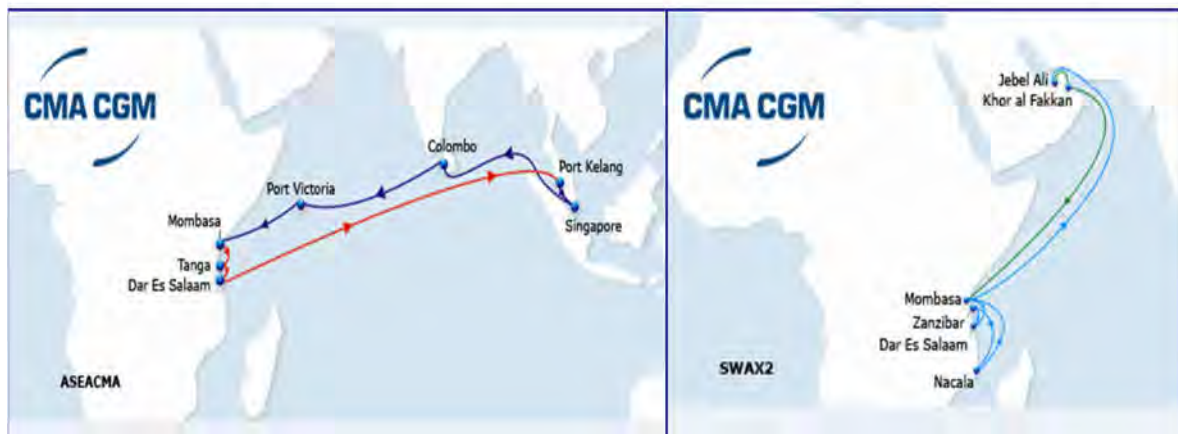 CMA CGM
Colombo
Port Kelang
Port Victoria
Singapore
Mombasa
Tanga
Dar Es Salaam
ASEACMA
CMA CGM
Jebel Ali
Khor al Fakkan
Mombasa
Zanzibar
Dar Es Salaam
Nacala
SWAX2